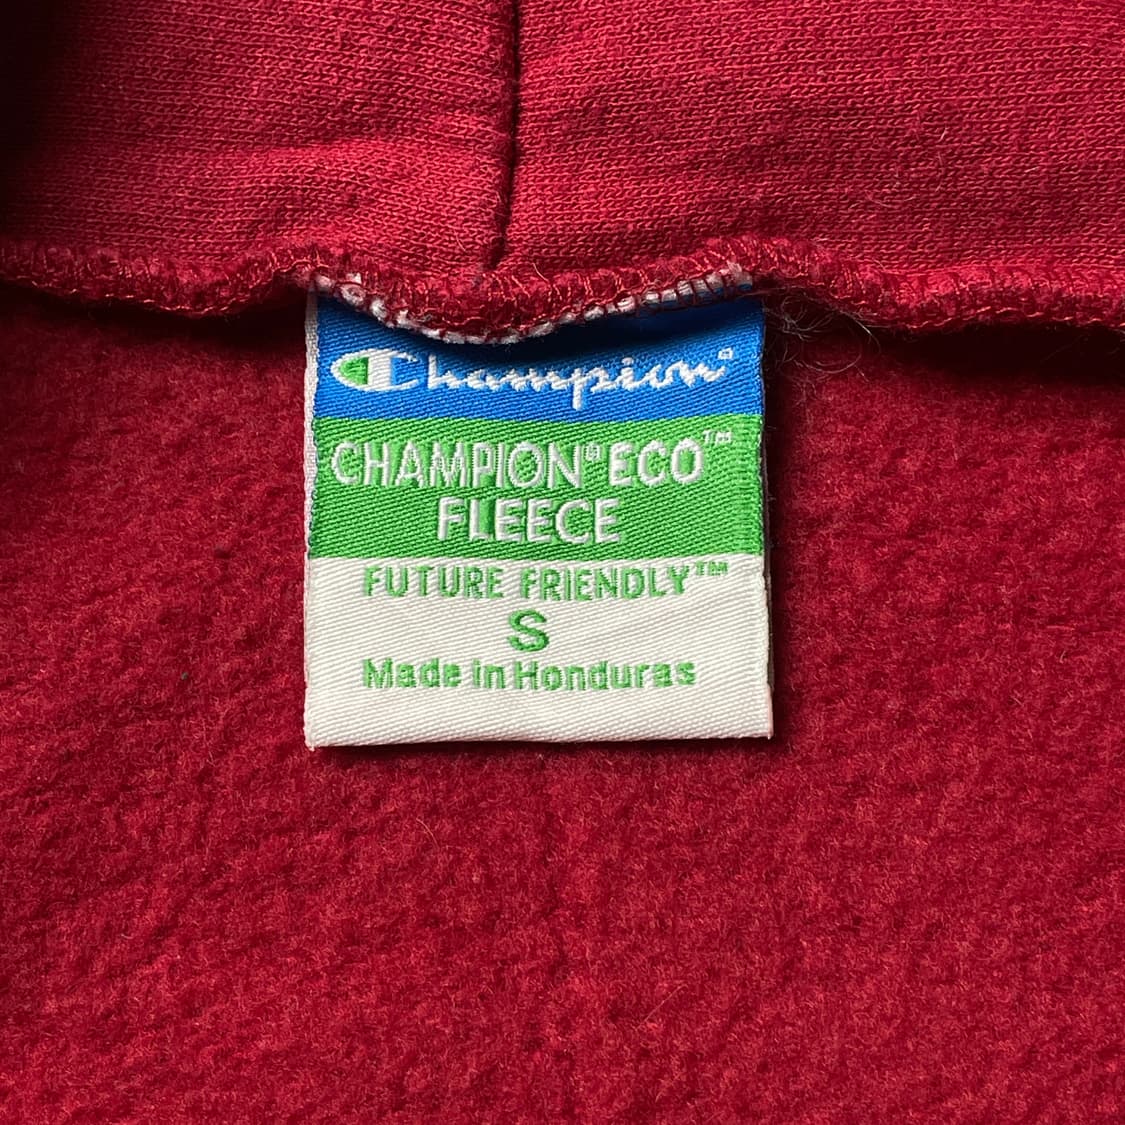 Champion®
CHAMPION® ECO™
FLEECE
FUTURE FRIENDLY™
S
Made in Honduras